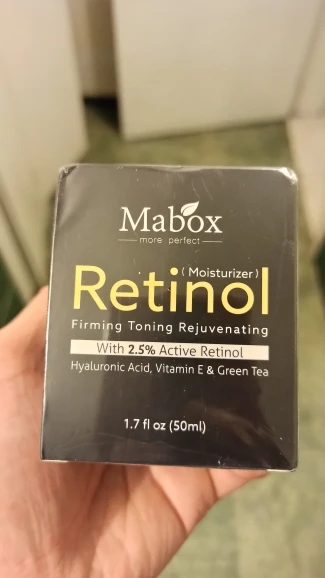 Mabox
more perfect
(Moisturizer)
Retinol
Firming Toning Rejuvenating
With 2.5% Active Retinol
Hyaluronic Acid, Vitamin E & Green Tea
1.7 fl oz (50ml)